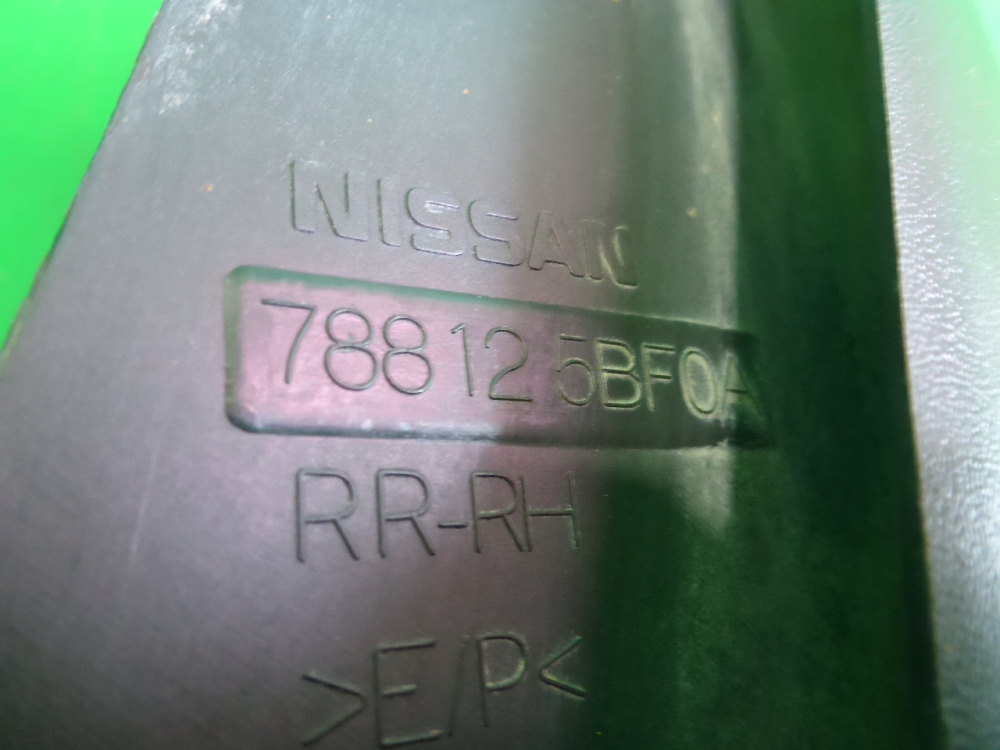 NISSAN
78812 5BF0A
RR-RH
>E/P<